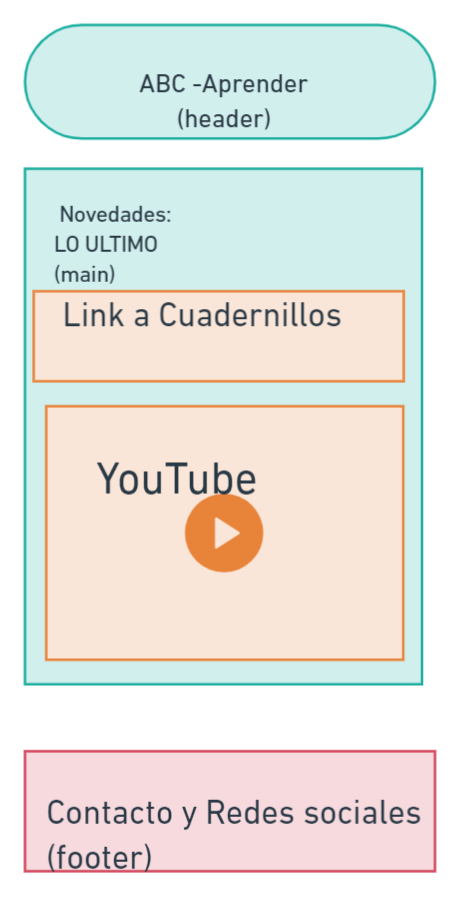 ABC -Aprender
(header)
Novedades:
LO ULTIMO
(main)
Link a Cuadernillos
YouTube
Contacto y Redes sociales
(footer)